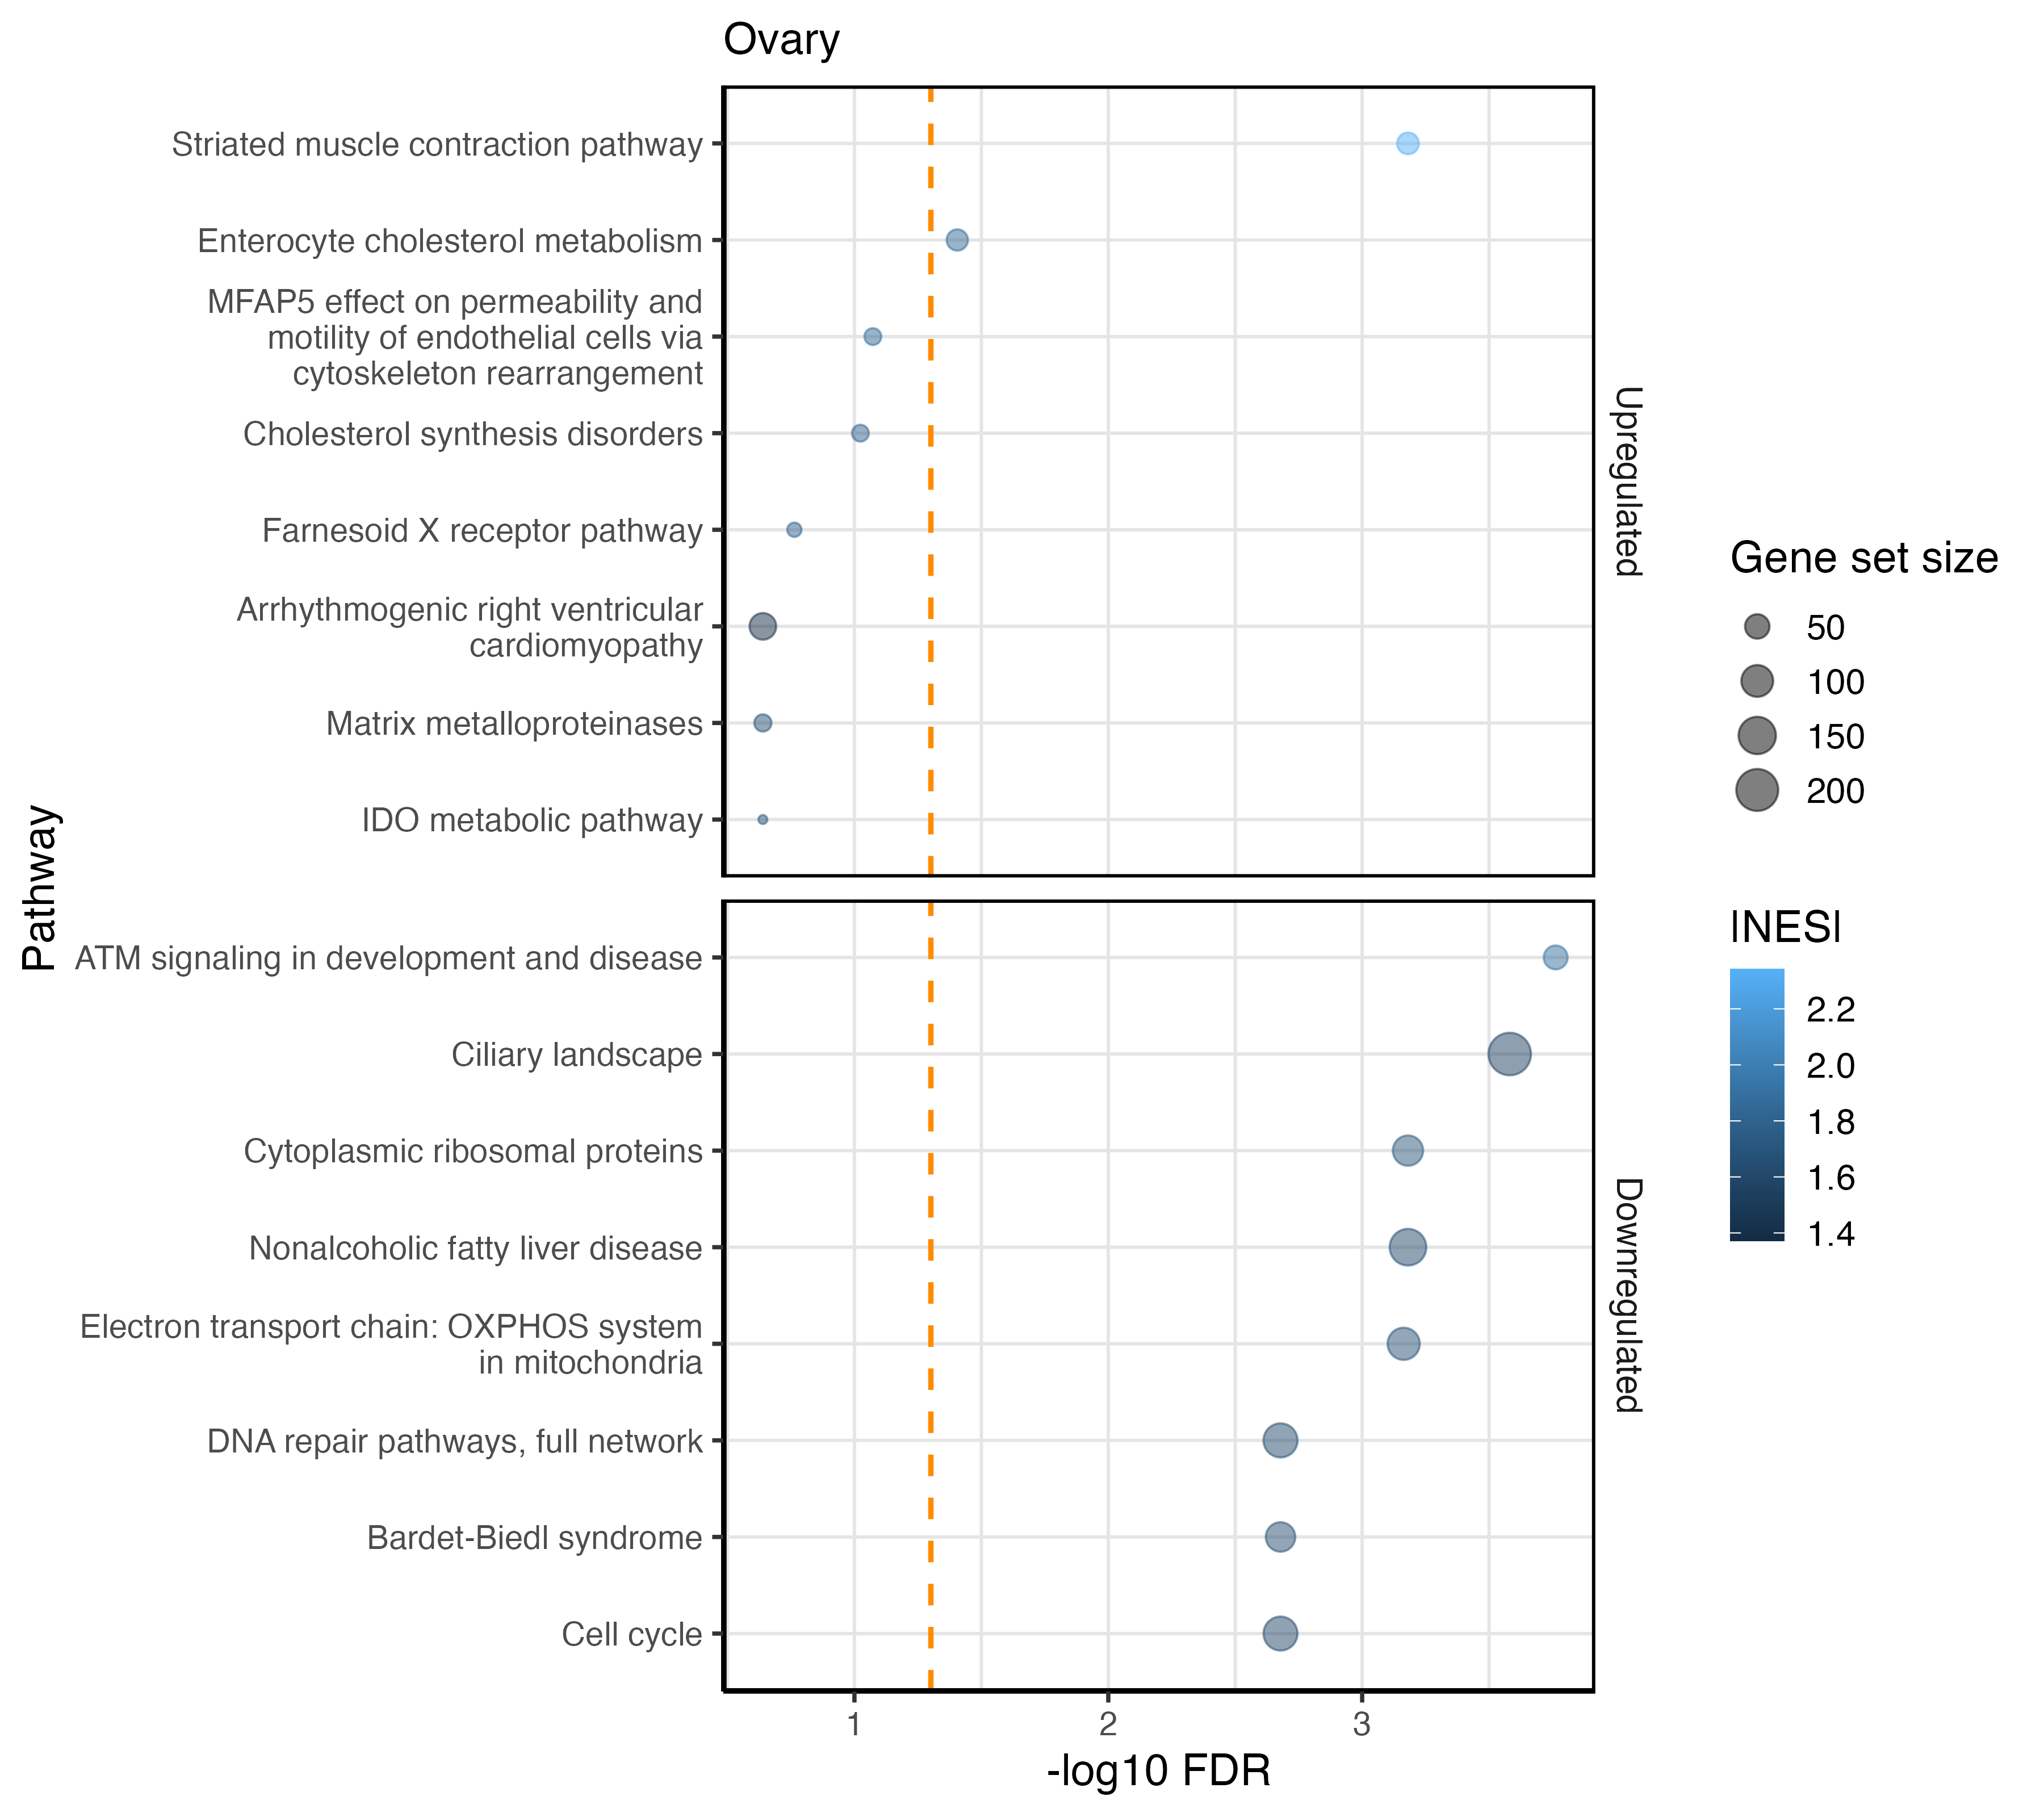 Ovary
Striated muscle contraction pathway
Enterocyte cholesterol metabolism
MFAP5 effect on permeability and
motility of endothelial cells via
cytoskeleton rearrangement
Cholesterol synthesis disorders
Farnesoid X receptor pathway
Arrhythmogenic right ventricular
cardiomyopathy
Matrix metalloproteinases
IDO metabolic pathway
Upregulated
Pathway
ATM signaling in development and disease
Ciliary landscape
Cytoplasmic ribosomal proteins
Nonalcoholic fatty liver disease
Electron transport chain: OXPHOS system
in mitochondria
DNA repair pathways, full network
Bardet-Biedl syndrome
Cell cycle
Downregulated
1
2
3
-log10 FDR
Gene set size
50
100
150
200
|NES|
2.2
2.0
1.8
1.6
1.4